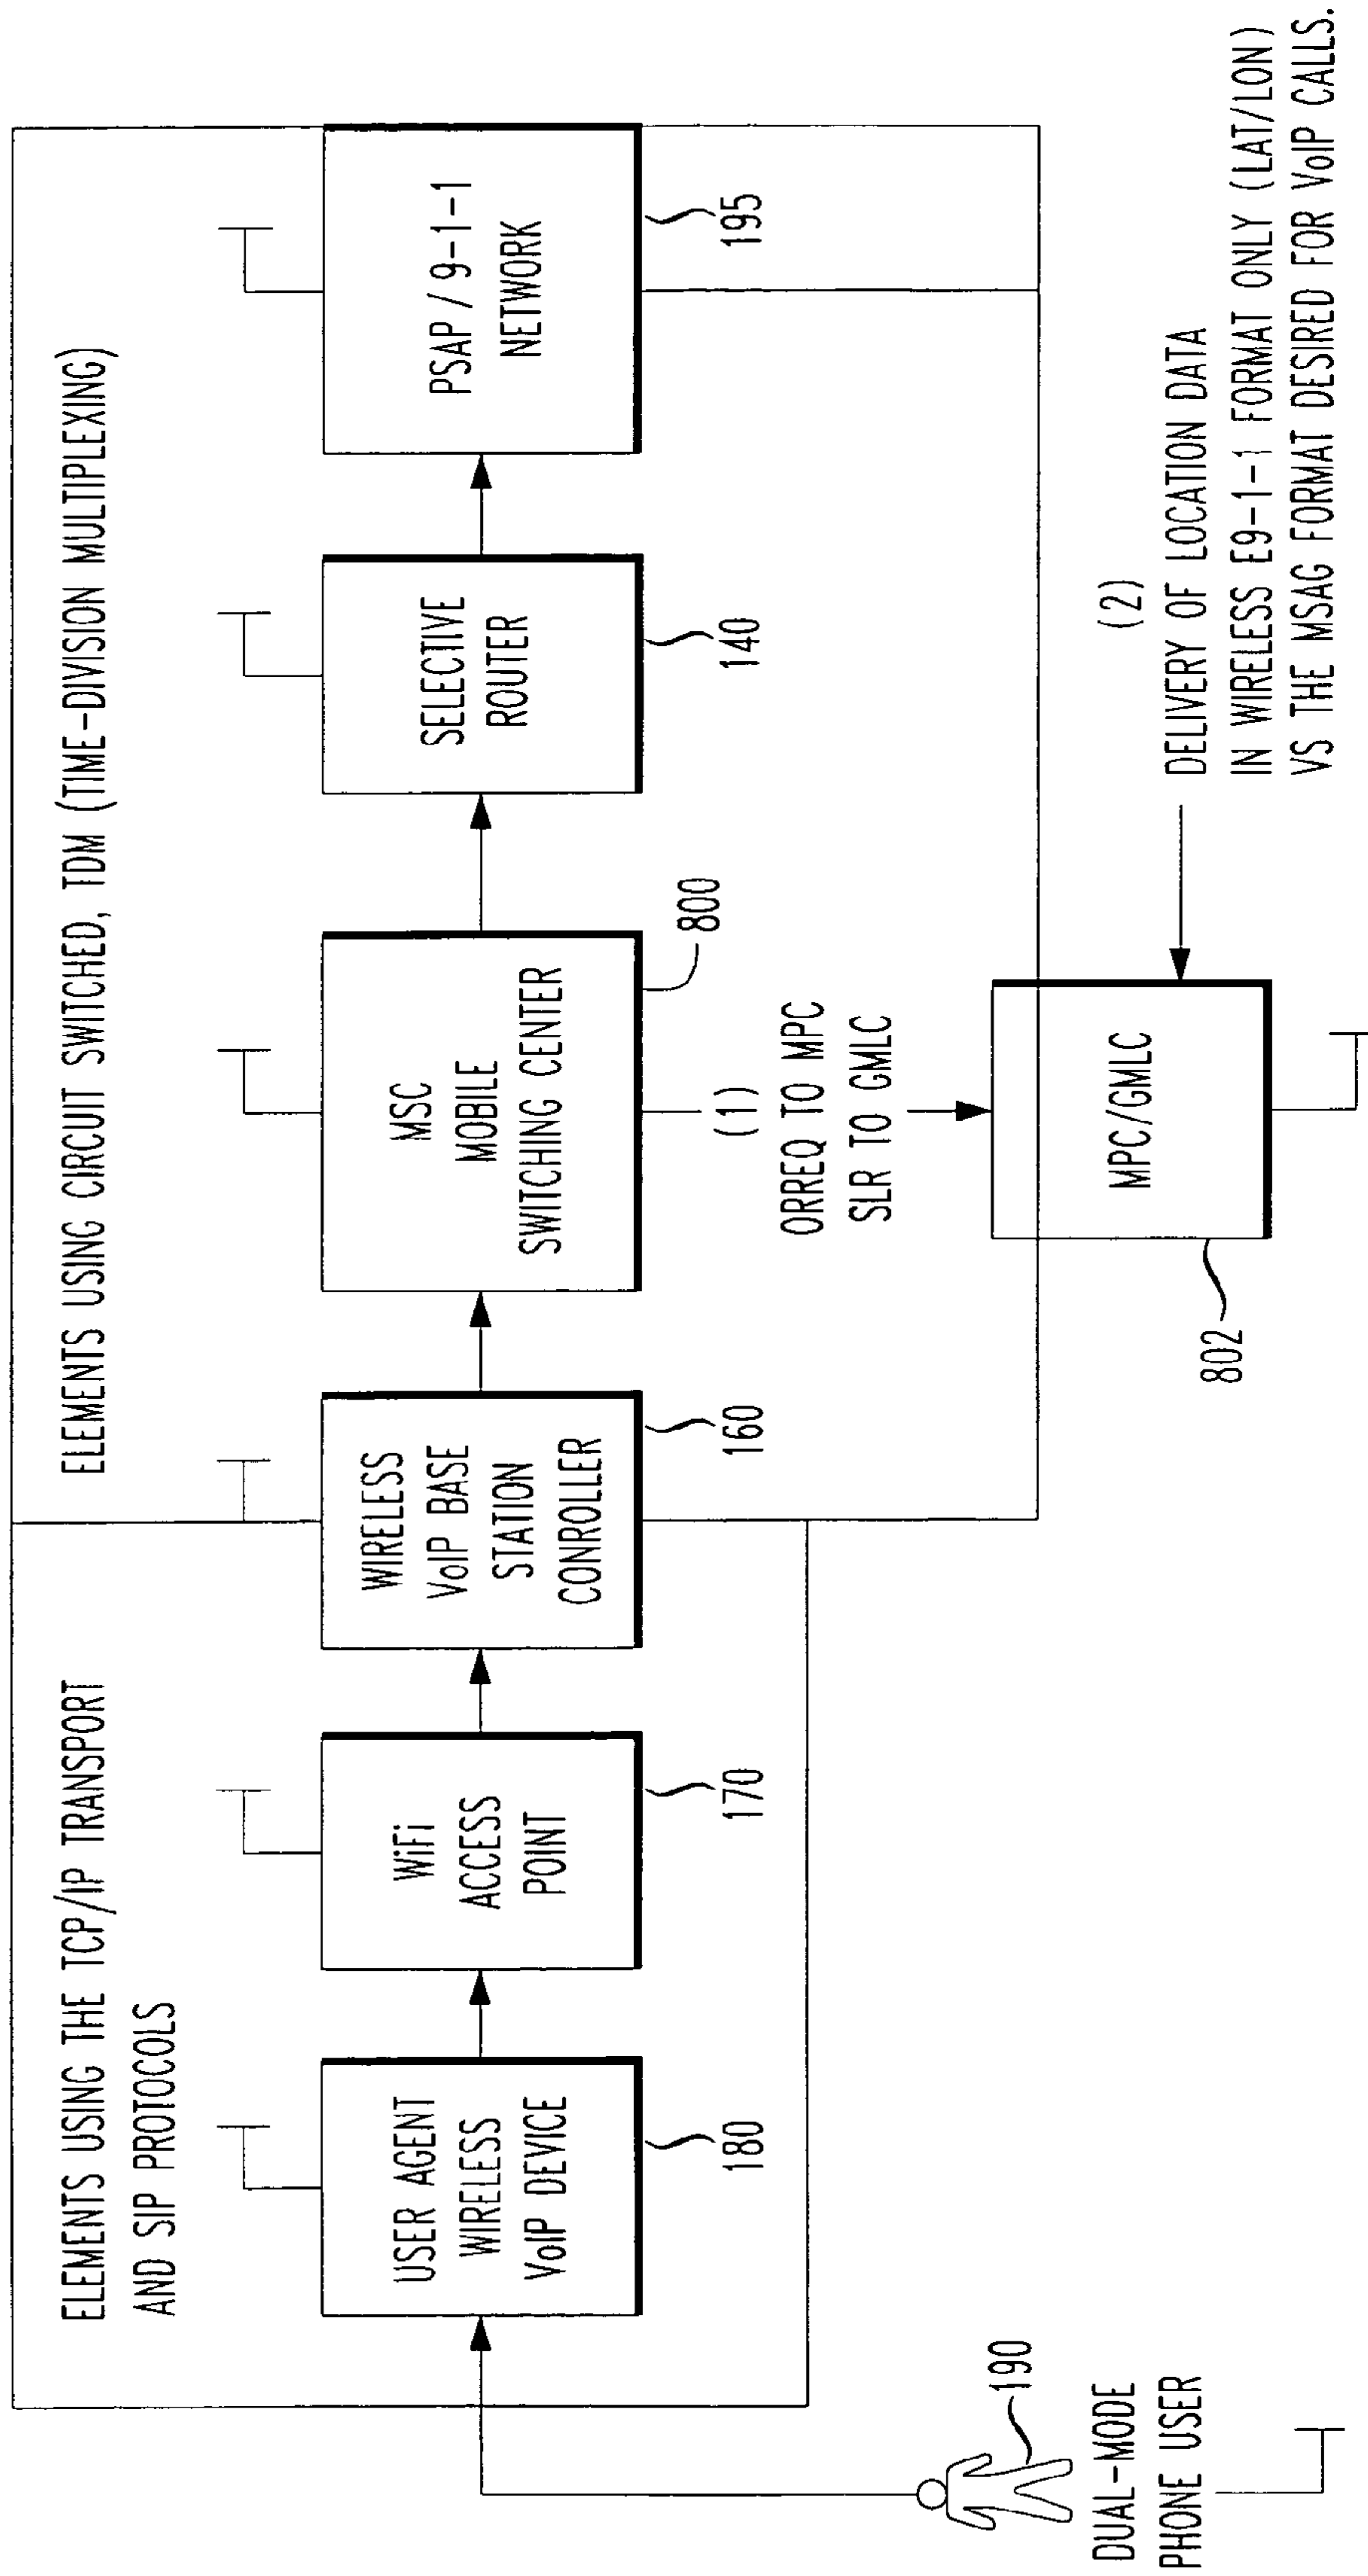 ELEMENTS USING THE TCP/IP TRANSPORT
AND SIP PROTOCOLS
ELEMENTS USING CIRCUIT SWITCHED, TDM (TIME-DIVISION MULTIPLEXING)
USER AGENT
WIRELESS
VoIP DEVICE
180
WiFi
ACCESS
POINT
170
WIRELESS
VoIP BASE
STATION
CONROLLER
160
MSC
MOBILE
SWITCHING CENTER
800
SELECTIVE
ROUTER
140
PSAP / 9-1-1
NETWORK
195
(1)
ORREQ TO MPC
SLR TO GMLC
MPC/GMLC
802
(2)
DELIVERY OF LOCATION DATA
IN WIRELESS E9-1-1 FORMAT ONLY (LAT/LON)
VS THE MSAG FORMAT DESIRED FOR VoIP CALLS.
190
DUAL-MODE
PHONE USER